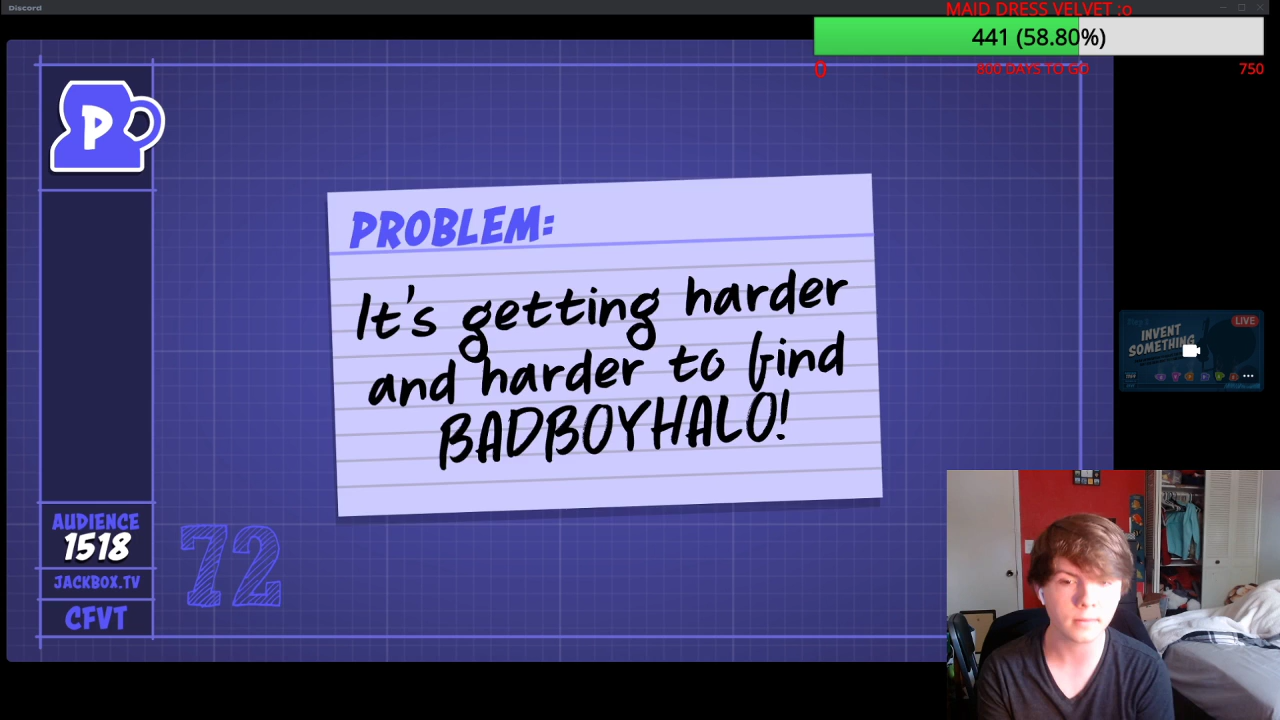 Discord
MAID DRESS VELVET :o
441 (58.80%)
0
800 DAYS TO GO
750
P
PROBLEM:
It's getting harder
and harder to find
BADBOYHALO!
LIVE
INVENT
SOMETHING
AUDIENCE
1518
JACKBOX.TV
CFVT
72